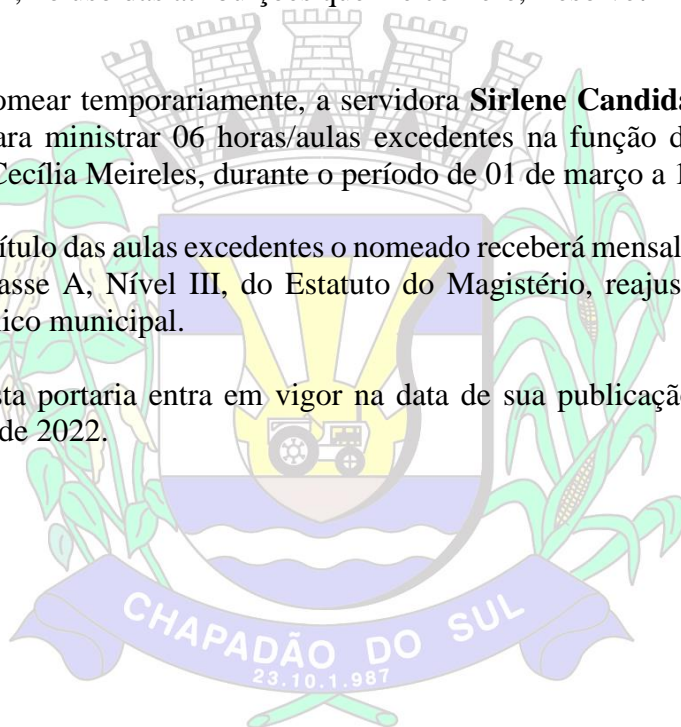 omear temporariamente, a servidora Sirlene Candida
ara ministrar 06 horas/aulas excedentes na função d
Cecília Meireles, durante o período de 01 de março a 1
ítulo das aulas excedentes o nomeado receberá mensal
asse A, Nível III, do Estatuto do Magistério, reajus
ico municipal.
sta portaria entra em vigor na data de sua publicação
de 2022.
CHAPADÃO DO SUL
23.10.1.987